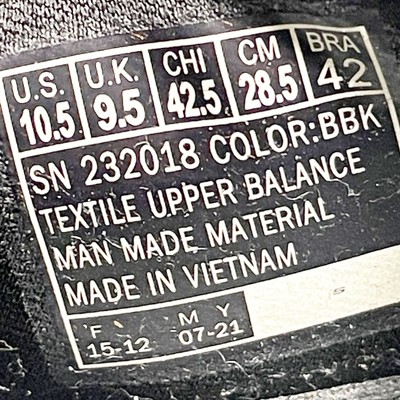 U.S. U.K. CHI CM BRA
10.5 9.5 42.5 28.5 42
SN 232018 COLOR:BBK
TEXTILE UPPER BALANCE
MAN MADE MATERIAL
MADE IN VIETNAM
F M Y
15-12 07-21